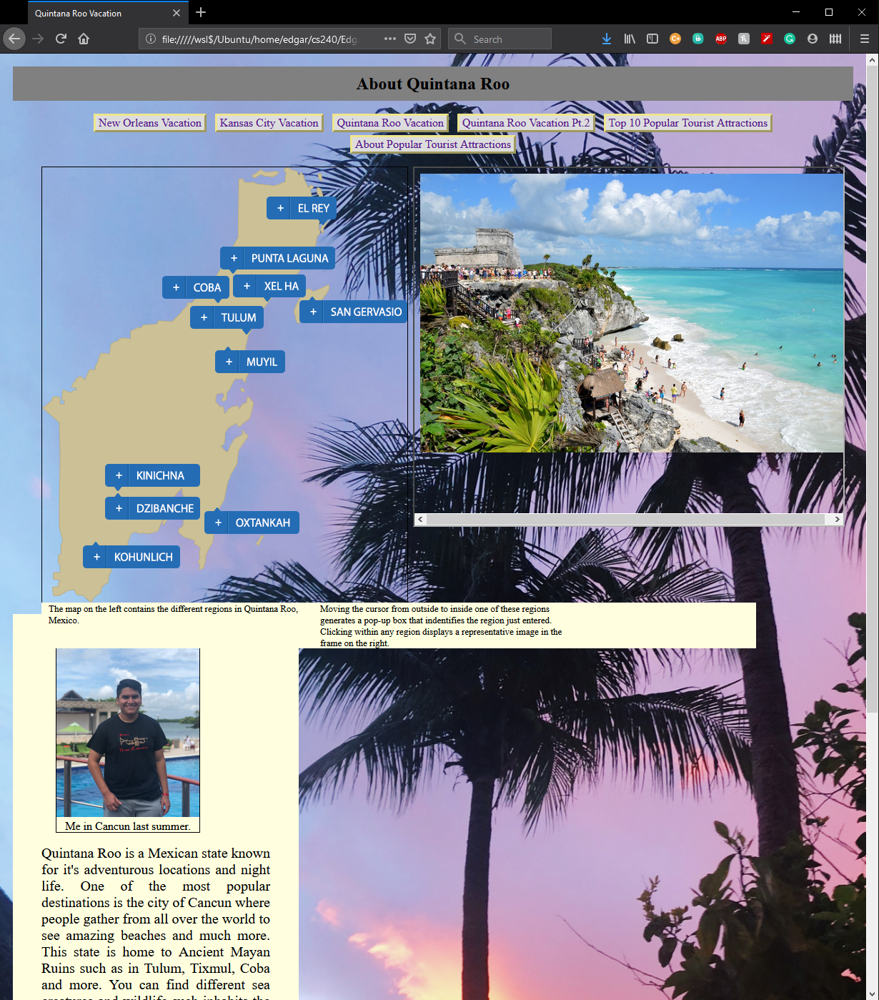 Quintana Roo Vacation
file://///wsl$/Ubuntu/home/edgar/cs240/Edg
Search
ABP
About Quintana Roo
New Orleans Vacation
Kansas City Vacation
Quintana Roo Vacation
Quintana Roo Vacation Pt.2
Top 10 Popular Tourist Attractions
About Popular Tourist Attractions
+ EL REY
+ PUNTA LAGUNA
+ COBA
+ XEL HA
+ SAN GERVASIO
+ TULUM
+ MUYIL
+ KINICHNA
+ DZIBANCHE
+ OXTANKAH
+ KOHUNLICH
The map on the left contains the different regions in Quintana Roo,
Mexico.
Moving the cursor from outside to inside one of these regions
generates a pop-up box that indentifies the region just entered.
Clicking within any region displays a representative image in the
frame on the right.
Me in Cancun last summer.
Quintana Roo is a Mexican state known
for it's adventurous locations and night
life. One of the most popular
destinations is the city of Cancun where
people gather from all over the world to
see amazing beaches and much more.
This state is home to Ancient Mayan
Ruins such as in Tulum, Tixmul, Coba
and more. You can find different sea
creatures and wildlife such inhabits the